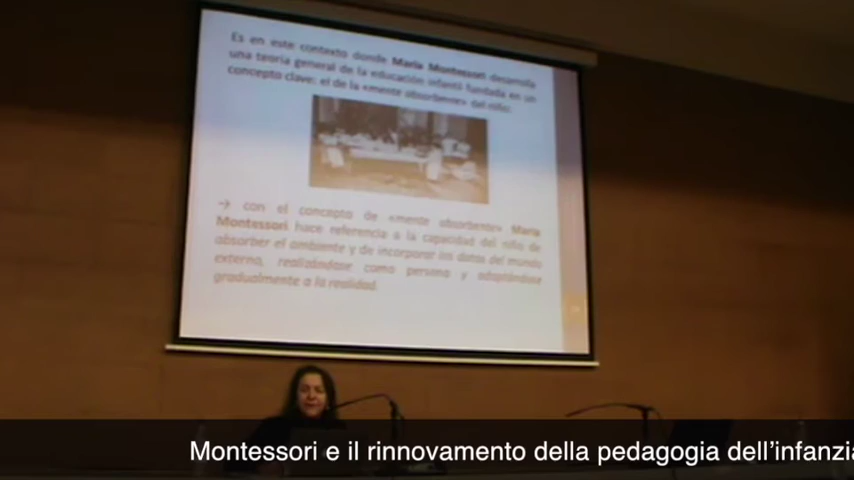 Es en este contexto donde María Montessori desarrolla
una teoría general de la educación infantil fundada en un
concepto clave: el de la «mente absorbente» del niño:
→ con el concepto de «mente absorbente» María
Montessori hace referencia a la capacidad del niño de
absorber el ambiente y de incorporar los datos del mundo
externo, realizándose como persona y adaptándose
gradualmente a la realidad.
Montessori e il rinnovamento della pedagogia dell'infanzia